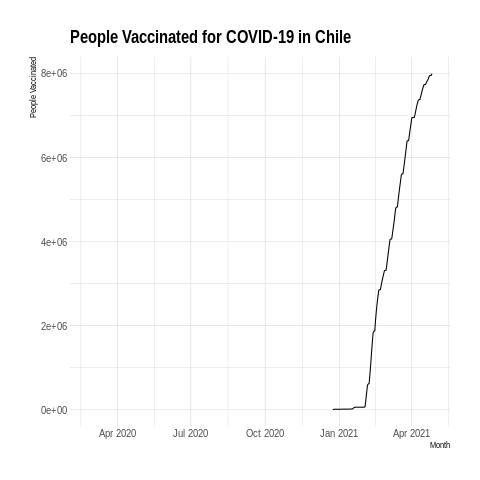 People Vaccinated for COVID-19 in Chile
People Vaccinated
8e+06
6e+06
4e+06
2e+06
0e+00
Apr 2020 Jul 2020 Oct 2020 Jan 2021 Apr 2021
Month